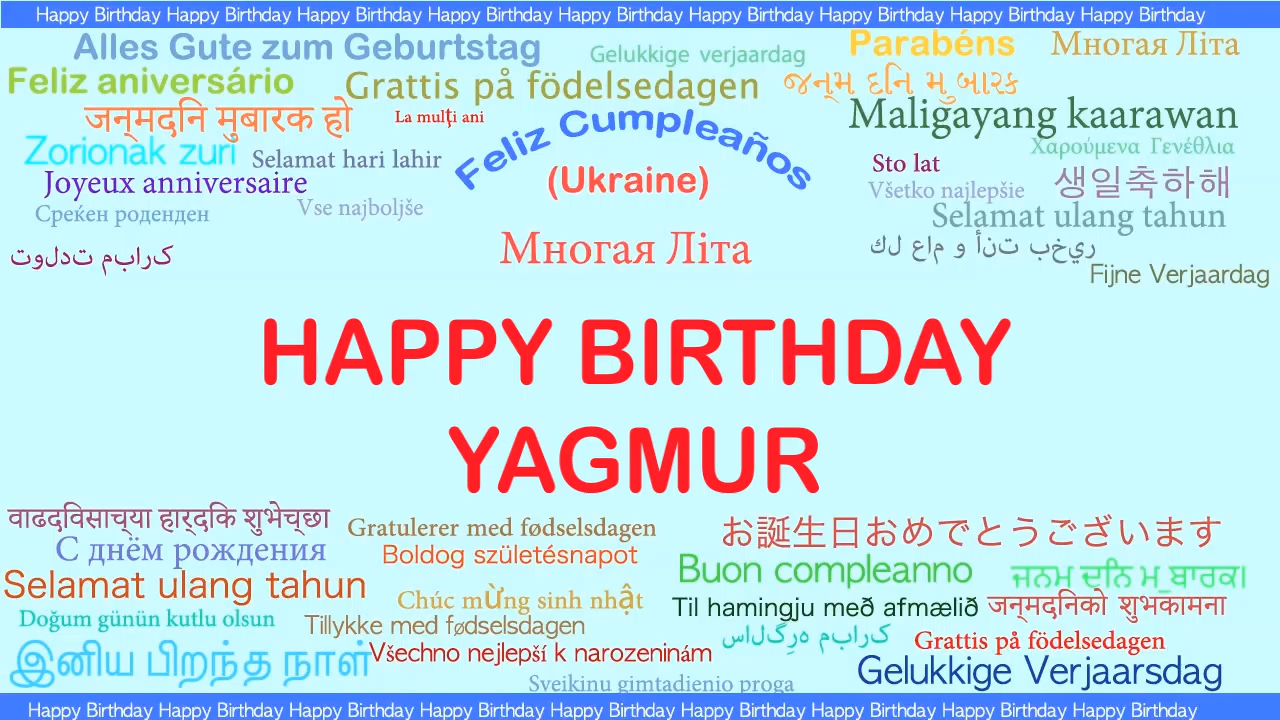 Happy Birthday Happy Birthday Happy Birthday Happy Birthday Happy Birthday Happy Birthday Happy Birthday Happy Birthday Happy Birthday
Alles Gute zum Geburtstag
Gelukkige verjaardag
Parabéns
Многая Літа
Feliz aniversário
Grattis på födelsedagen
જન્મ દિન મુબારક
जन्मदिन मुबारक हो
La mulţi ani
Feliz Cumpleaños
Maligayang kaarawan
Zorionak zuri
Selamat hari lahir
(Ukraine)
Sto lat
Χαρούμενα Γενέθλια
Joyeux anniversaire
Všetko najlepšie
생일축하해
Среќен роденден
Vse najboljše
Selamat ulang tahun
Многая Літа
كل عام و أنت بخير
تولدت مبارک
Fijne Verjaardag
HAPPY BIRTHDAY
YAGMUR
वाढदिवसाच्या हार्दिक शुभेच्छा
Gratulerer med fødselsdagen
お誕生日おめでとうございます
С днём рождения
Boldog születésnapot
Buon compleanno
ਜਨਮ ਦਿਨ ਮੁਬਾਰਕ।
Selamat ulang tahun
Chúc mừng sinh nhật
Til hamingju með afmælið
जन्मदिनको शुभकामना
Doğum günün kutlu olsun
Tillykke med fødselsdagen
سالگرہ مبارک
Grattis på födelsedagen
இனிய பிறந்த நாள்
Všechno nejlepší k narozeninám
Gelukkige Verjaarsdag
Sveikinu gimtadienio proga
Happy Birthday Happy Birthday Happy Birthday Happy Birthday Happy Birthday Happy Birthday Happy Birthday Happy Birthday Happy Birthday